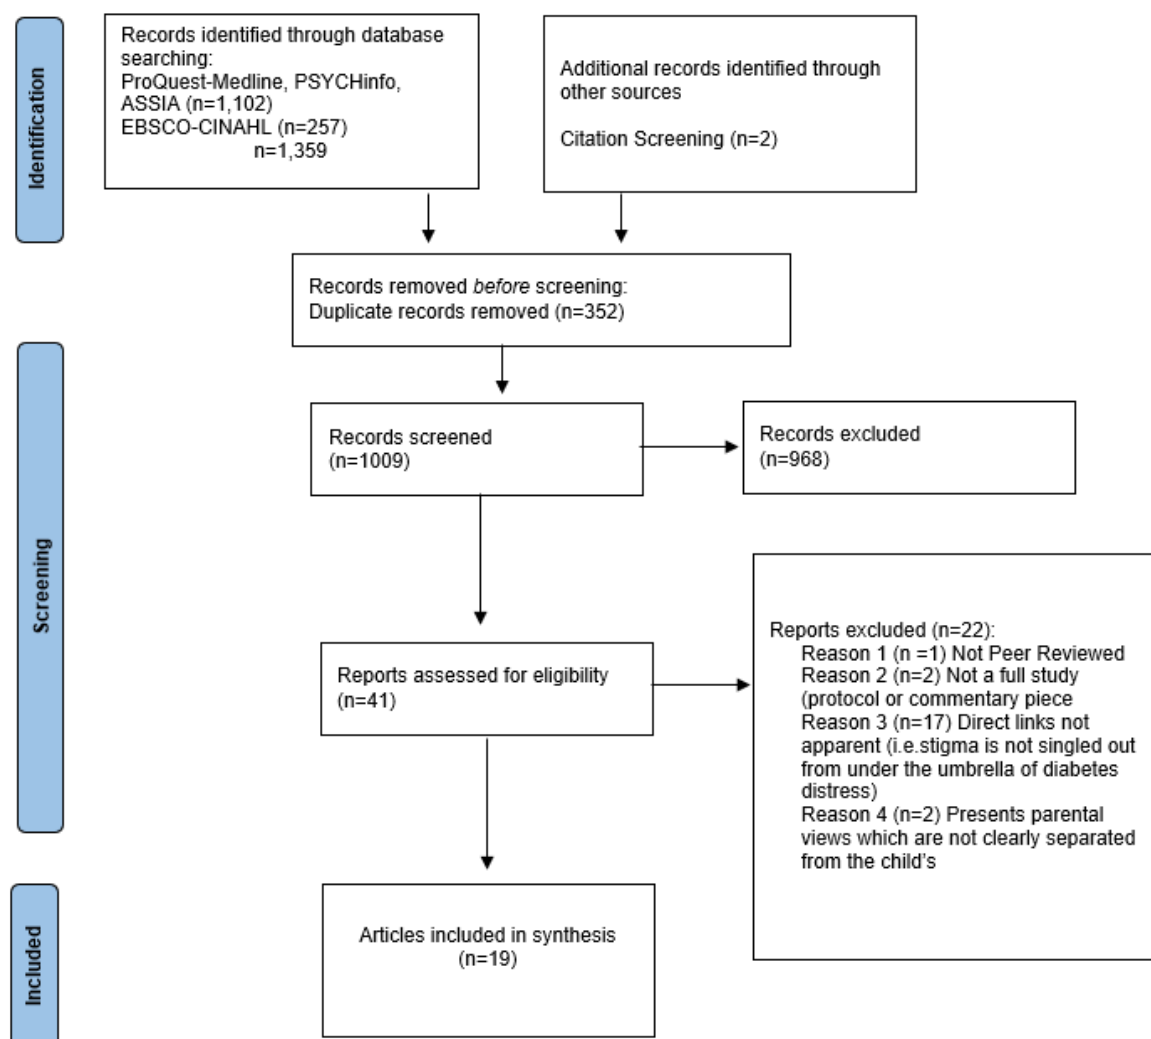 Identification
Records identified through database
searching:
ProQuest-Medline, PSYCHinfo,
ASSIA (n=1,102)
EBSCO-CINAHL (n=257)
n=1,359
Additional records identified through
other sources
Citation Screening (n=2)
Records removed before screening:
Duplicate records removed (n=352)
Screening
Records screened
(n=1009)
Records excluded
(n=968)
Reports assessed for eligibility
(n=41)
Reports excluded (n=22):
Reason 1 (n =1) Not Peer Reviewed
Reason 2 (n=2) Not a full study
(protocol or commentary piece
Reason 3 (n=17) Direct links not
apparent (i.e.stigma is not singled out
from under the umbrella of diabetes
distress)
Reason 4 (n=2) Presents parental
views which are not clearly separated
from the child's
Included
Articles included in synthesis
(n=19)